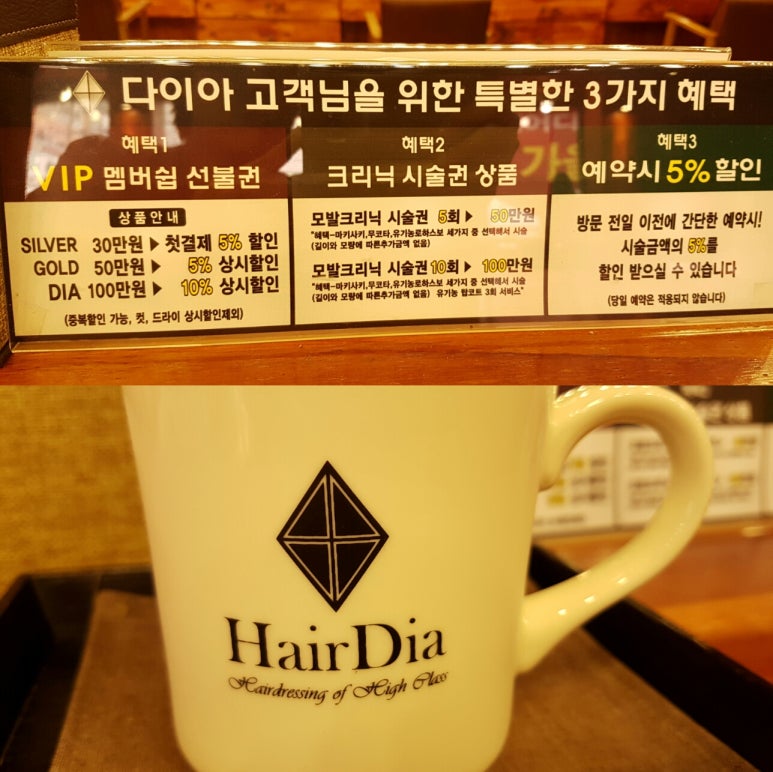 다이아 고객님을 위한 특별한 3가지 혜택
혜택1
VIP 멤버쉽 선불권
상품안내
SILVER 30만원 ▶ 첫결제 5% 할인
GOLD 50만원 ▶ 5% 상시할인
DIA 100만원 ▶ 10% 상시할인
(중복할인 가능, 컷, 드라이 상시할인제외)
혜택2
크리닉 시술권 상품
모발크리닉 시술권 5회 ▶ 50만원
"혜택-마키사키,무코타,유기농로하스보 세가지 중 선택해서 시술
(길이와 모량에 따른추가금액 없음)
모발크리닉 시술권 10회 ▶ 100만원
"혜택-마키사키,무코타,유기농로하스보 세가지 중 선택해서 시술
(길이와 모량에 따른추가금액 없음) 유기농 탑코트 3회 서비스"
혜택3
예약시 5% 할인
방문 전일 이전에 간단한 예약시!
시술금액의 5%를
할인 받으실 수 있습니다
(당일 예약은 적용되지 않습니다)
HairDia
Hairdressing of High Class